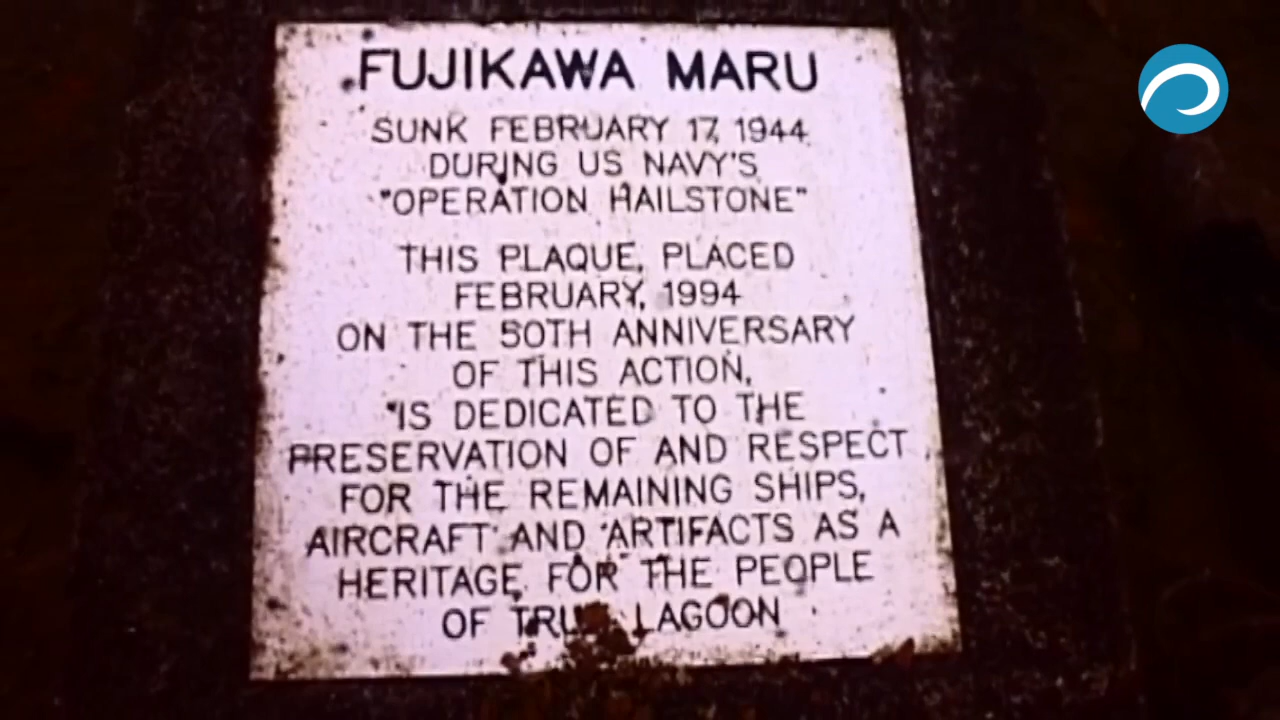 FUJIKAWA MARU
SUNK FEBRUARY 17, 1944
DURING US NAVY'S
"OPERATION HAILSTONE"
THIS PLAQUE, PLACED
FEBRUARY, 1994
ON THE 50TH ANNIVERSARY
OF THIS ACTION,
IS DEDICATED TO THE
PRESERVATION OF AND RESPECT
FOR THE REMAINING SHIPS,
AIRCRAFT AND ARTIFACTS AS A
HERITAGE FOR THE PEOPLE
OF LAGOON